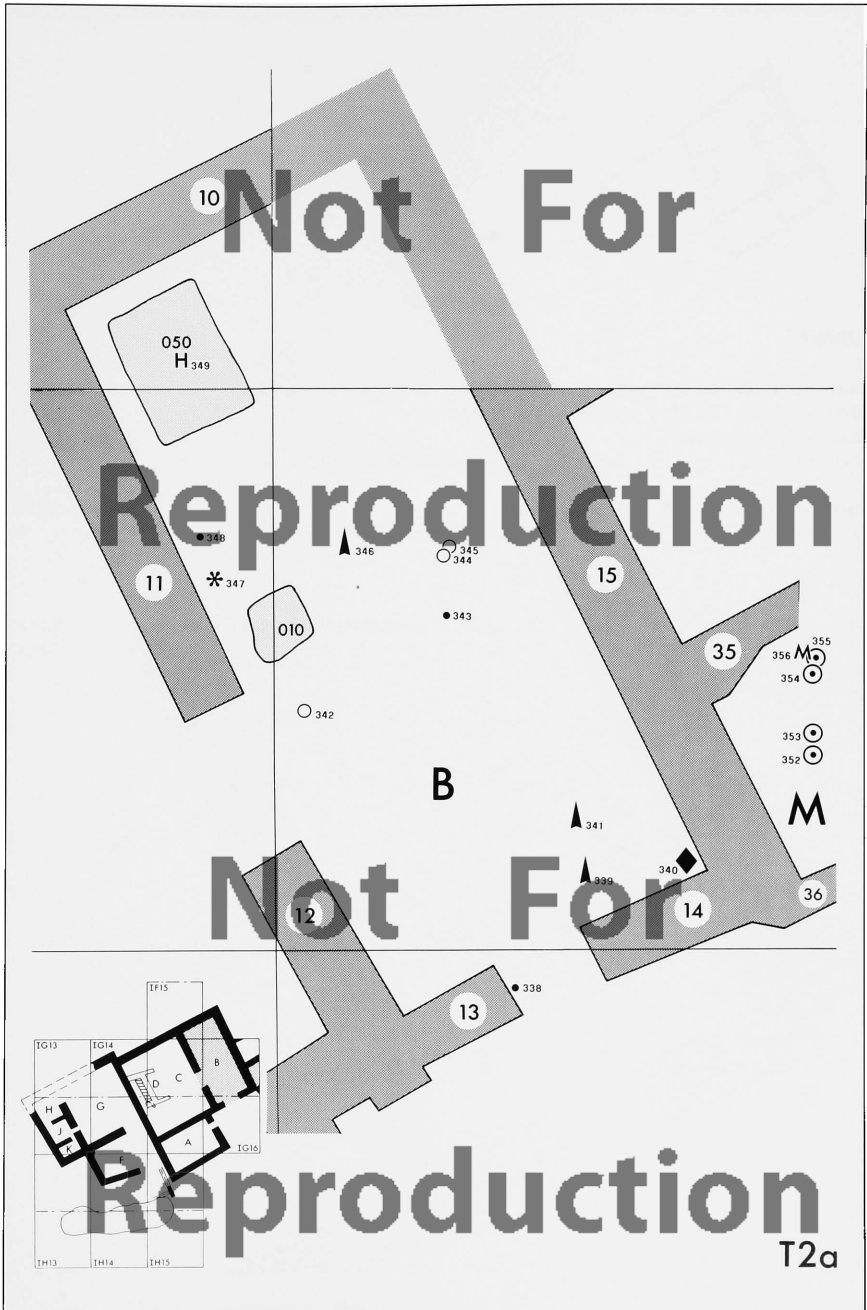 10
Not For
050
H 349
Reproduction
348
346
345
344
347
11
15
343
010
35
355
356 M
354
342
353
352
B
M
341
340
339
Not For
36
12
14
338
13
IF15
IG13
IG14
B
C
D
H
G
J
K
A
F
IG16
Reproduction
T2a
IH13
IH14
IH15